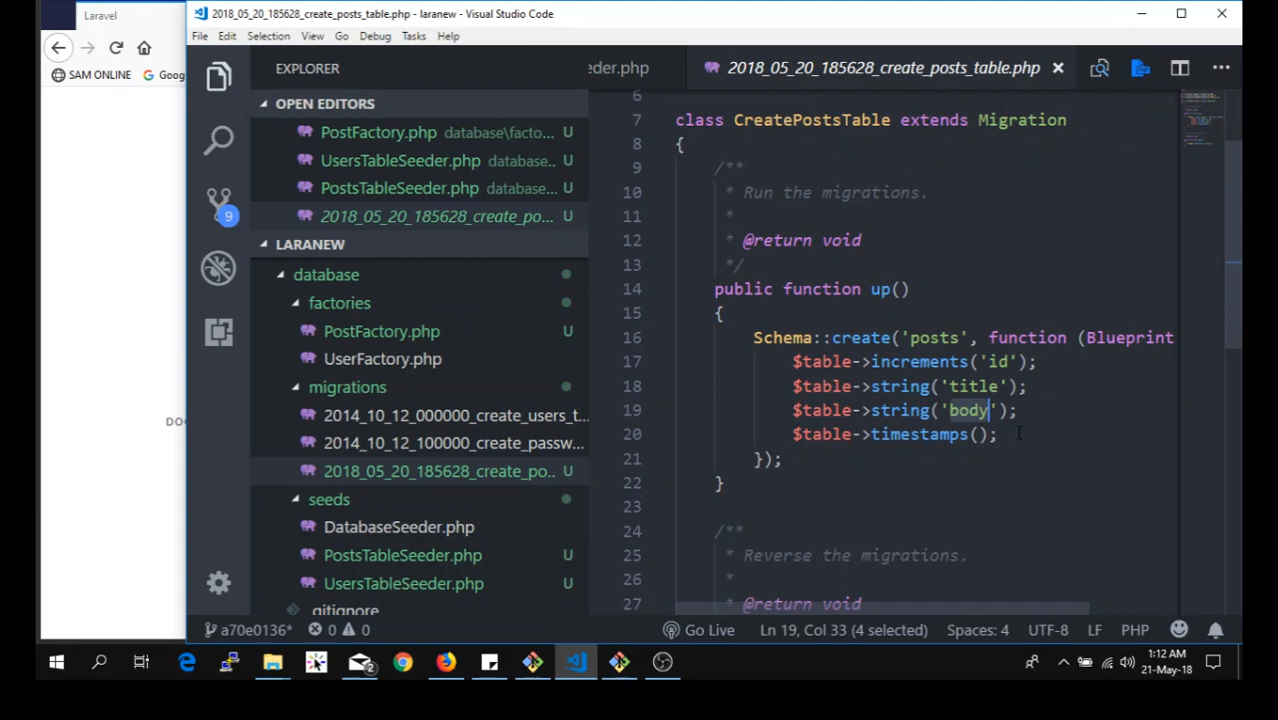 Laravel
2018_05_20_185628_create_posts_table.php - laranew - Visual Studio Code
File Edit Selection View Go Debug Tasks Help
SAM ONLINE
Goog
EXPLORER
eder.php
2018_05_20_185628_create_posts_table.php
OPEN EDITORS
PostFactory.php database\facto... U
UsersTableSeeder.php database.. U
PostsTableSeeder.php database... U
2018_05_20_185628_create_po... U
9
LARANEW
database
factories
PostFactory.php U
UserFactory.php
migrations
2014_10_12_000000_create_users_t...
2014_10_12_100000_create_passw...
2018_05_20_185628_create_po.. U
seeds
DatabaseSeeder.php
PostsTableSeeder.php U
UsersTableSeeder.php U
.gitignore
DO
6
7 class CreatePostsTable extends Migration
8 {
9 /**
10 * Run the migrations.
11 *
12 * @return void
13 */
14 public function up()
15 {
16 Schema::create('posts', function (Blueprint
17 $table->increments('id');
18 $table->string('title');
19 $table->string('body');
20 $table->timestamps();
21 });
22 }
23
24 /**
25 * Reverse the migrations.
26 *
27 * @return void
a70e0136* 0 0 Go Live Ln 19, Col 33 (4 selected) Spaces: 4 UTF-8 LF PHP
2
1:12 AM
21-May-18